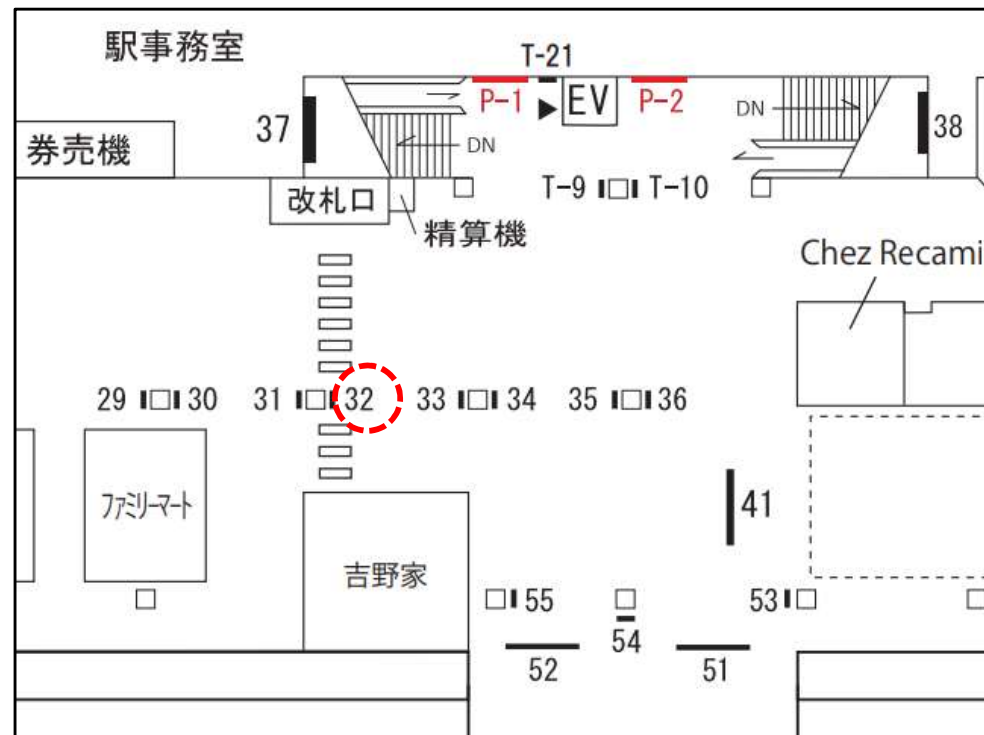 駅事務室
T-21
P-1
EV
P-2
DN
37
38
券売機
DN
改札口
T-9
T-10
精算機
Chez Recami
29
30
31
32
33
34
35
36
41
ファミリーマート
吉野家
55
54
53
52
51